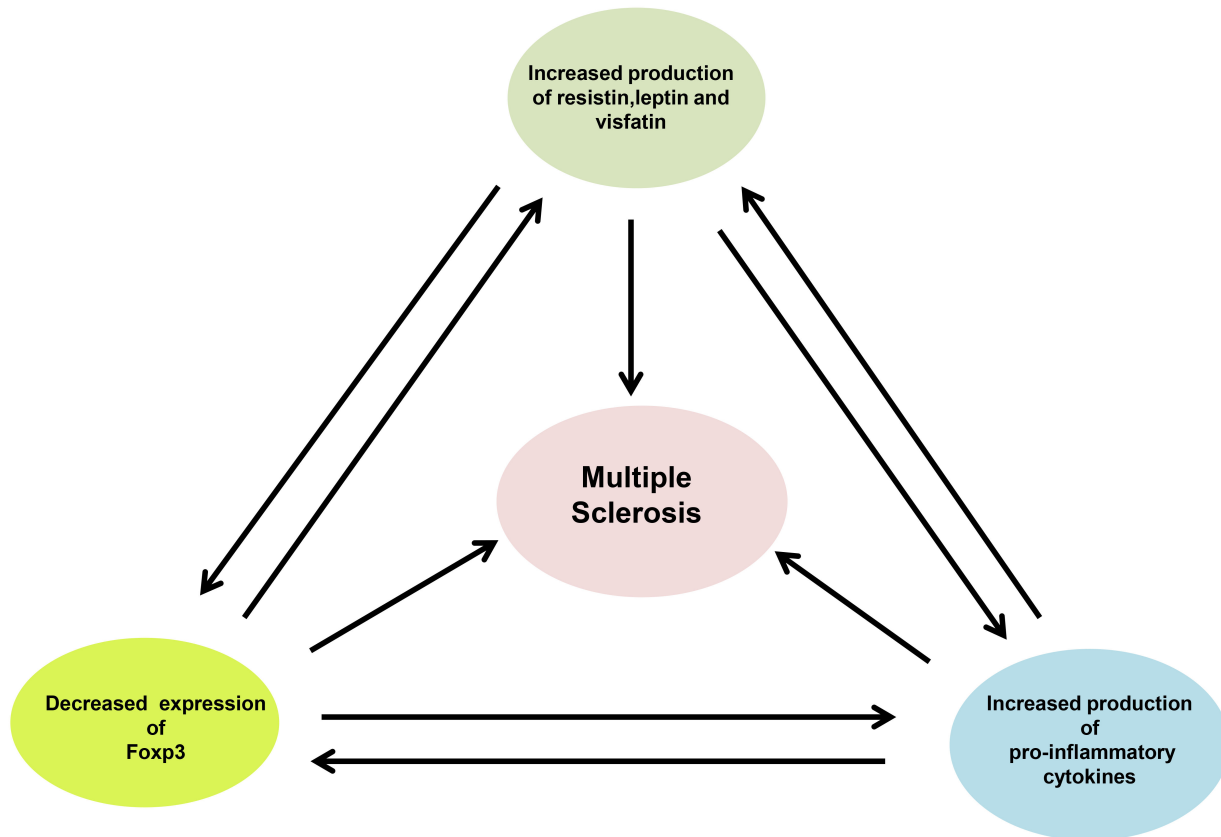 Increased production
of resistin,leptin and
visfatin
Multiple
Sclerosis
Decreased expression
of
Foxp3
Increased production
of
pro-inflammatory
cytokines